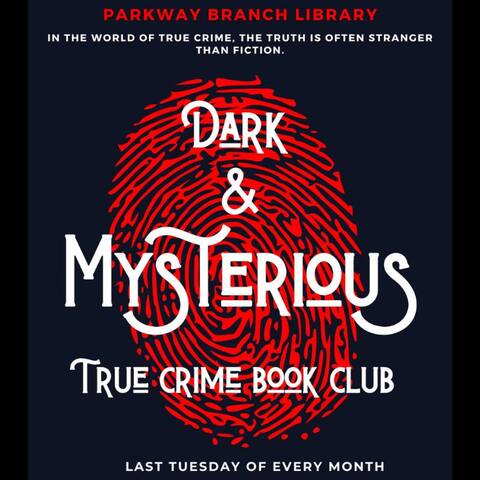 PARKWAY BRANCH LIBRARY
IN THE WORLD OF TRUE CRIME, THE TRUTH IS OFTEN STRANGER
THAN FICTION.
DARK
&
MYSTERIOUS
TRUE CRIME BOOK CLUB
LAST TUESDAY OF EVERY MONTH